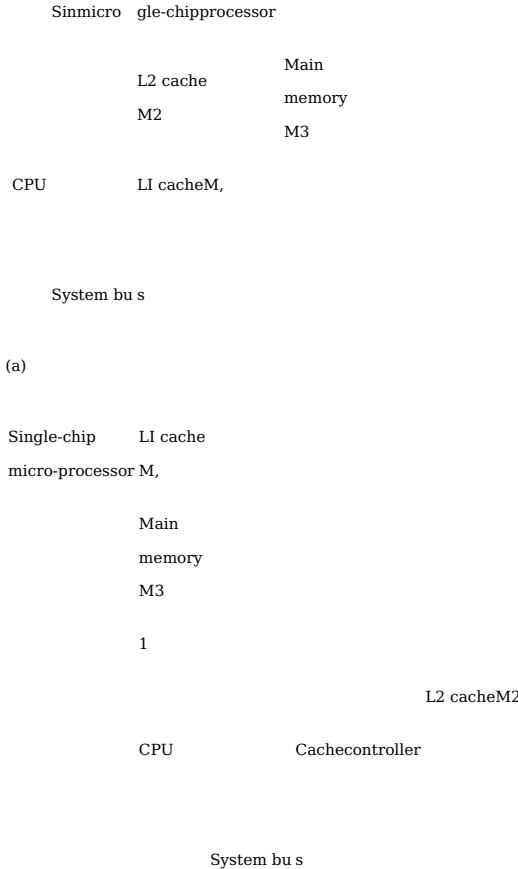 Sinmicro gle-chipprocessor
Main
L2 cache
memory
M2
M3
CPU LI cacheM,
System bu s
(a)
Single-chip LI cache
micro-processor M,
Main
memory
M3
1
L2 cacheM2
CPU Cachecontroller
System bu s